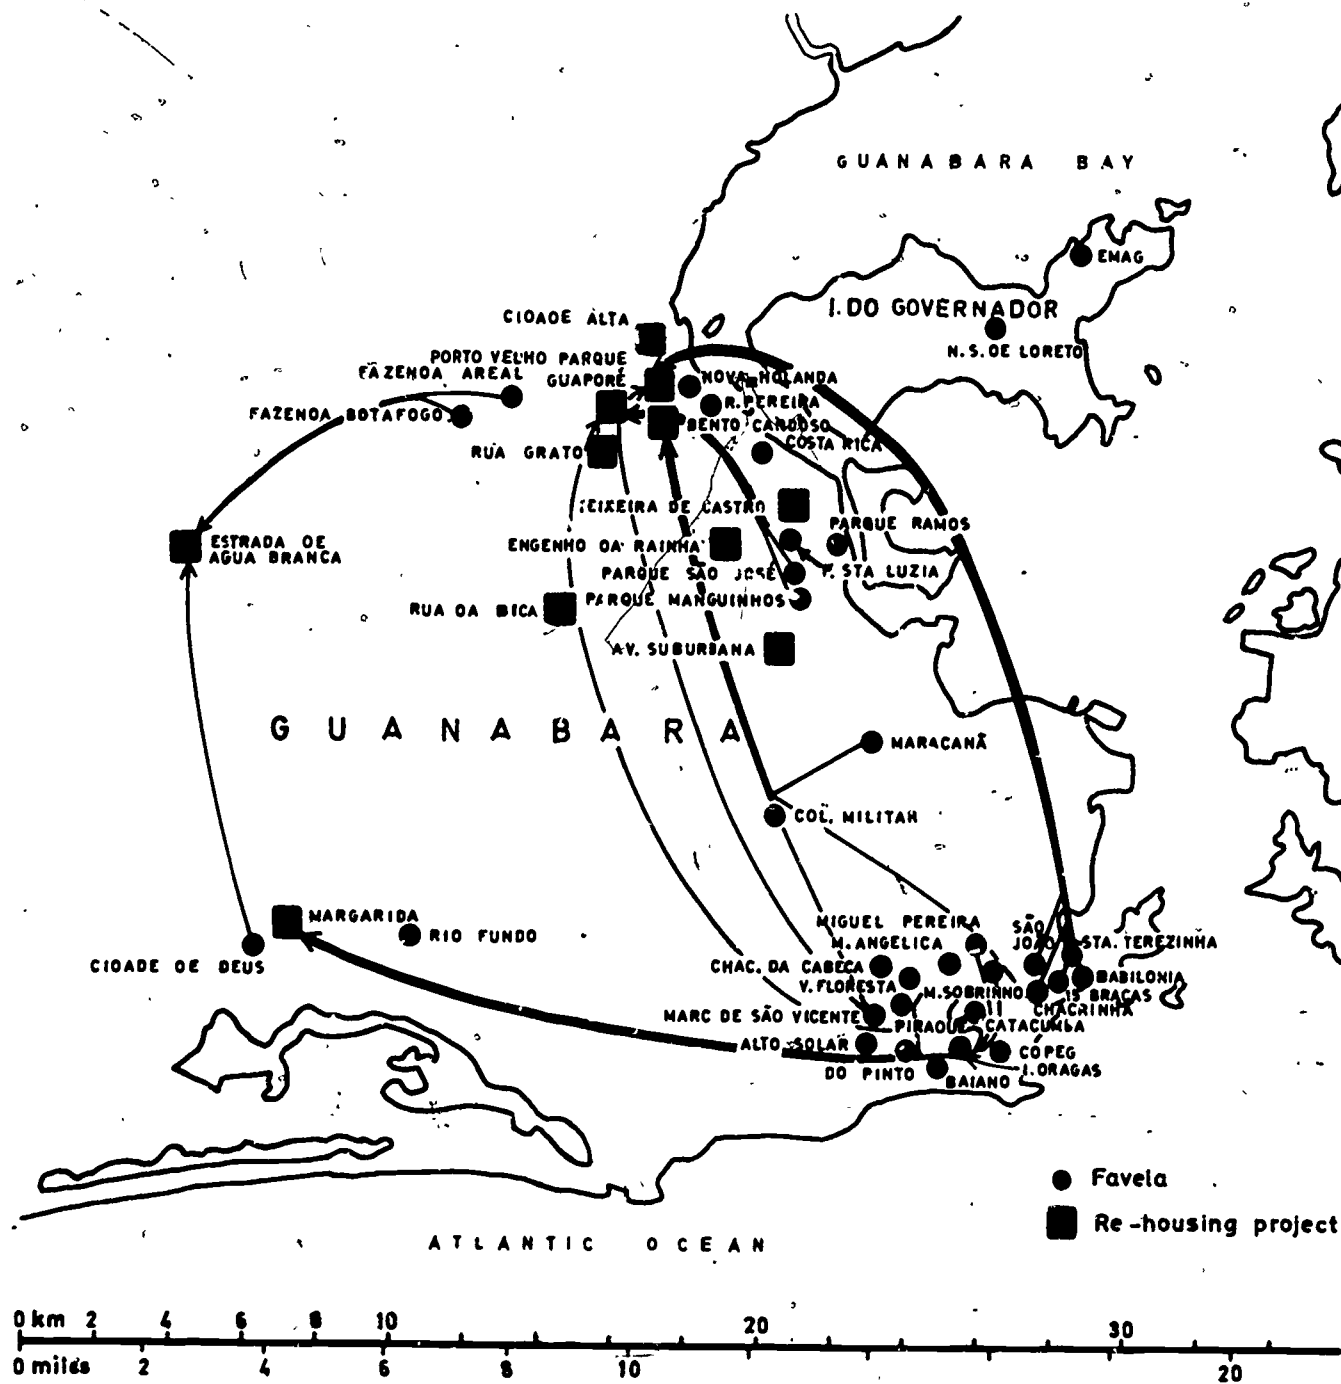 GUANABARA BAY
EMAG
I. DO GOVERNADOR
N.S. DE LORETO
CIDADE ALTA
PORTO VELHO PARQUE
FAZENDA AREAL
GUAPORÉ
NOVA HOLANDA
R. PEREIRA
FAZENDA BOTAFOGO
BENTO CARDOSO
COSTA RICA
RUA GRATO
TEIXEIRA DE CASTRO
PARQUE RAMOS
ESTRADA DE
AGUA BRANCA
ENGENHO DA RAINHA
PARQUE SÃO JOSÉ
P. STA LUZIA
RUA DA BICA
PARQUE MANGUINHOS
AV. SUBURBANA
GUANABARA
MARACANÃ
COL. MILITAR
MARGARIDA
RIO FUNDO
CIDADE DE DEUS
MIGUEL PEREIRA
SÃO
JOÃO
STA. TEREZINHA
M. ANGELICA
CHAC. DA CABECA
BABILONIA
V. FLORESTA
M. SOBRINHO
15 BRACAS
CHACRINHA
MARC DE SÃO VICENTE
PIRAQUE
CATACUMBA
ALTO SOLAR
COPEG
DO PINTO
I. DRAGAS
BAIANO
Favela
Re-housing project
ATLANTIC OCEAN
0 km 2 4 6 8 10 20 30
0 miles 2 4 6 8 10 20